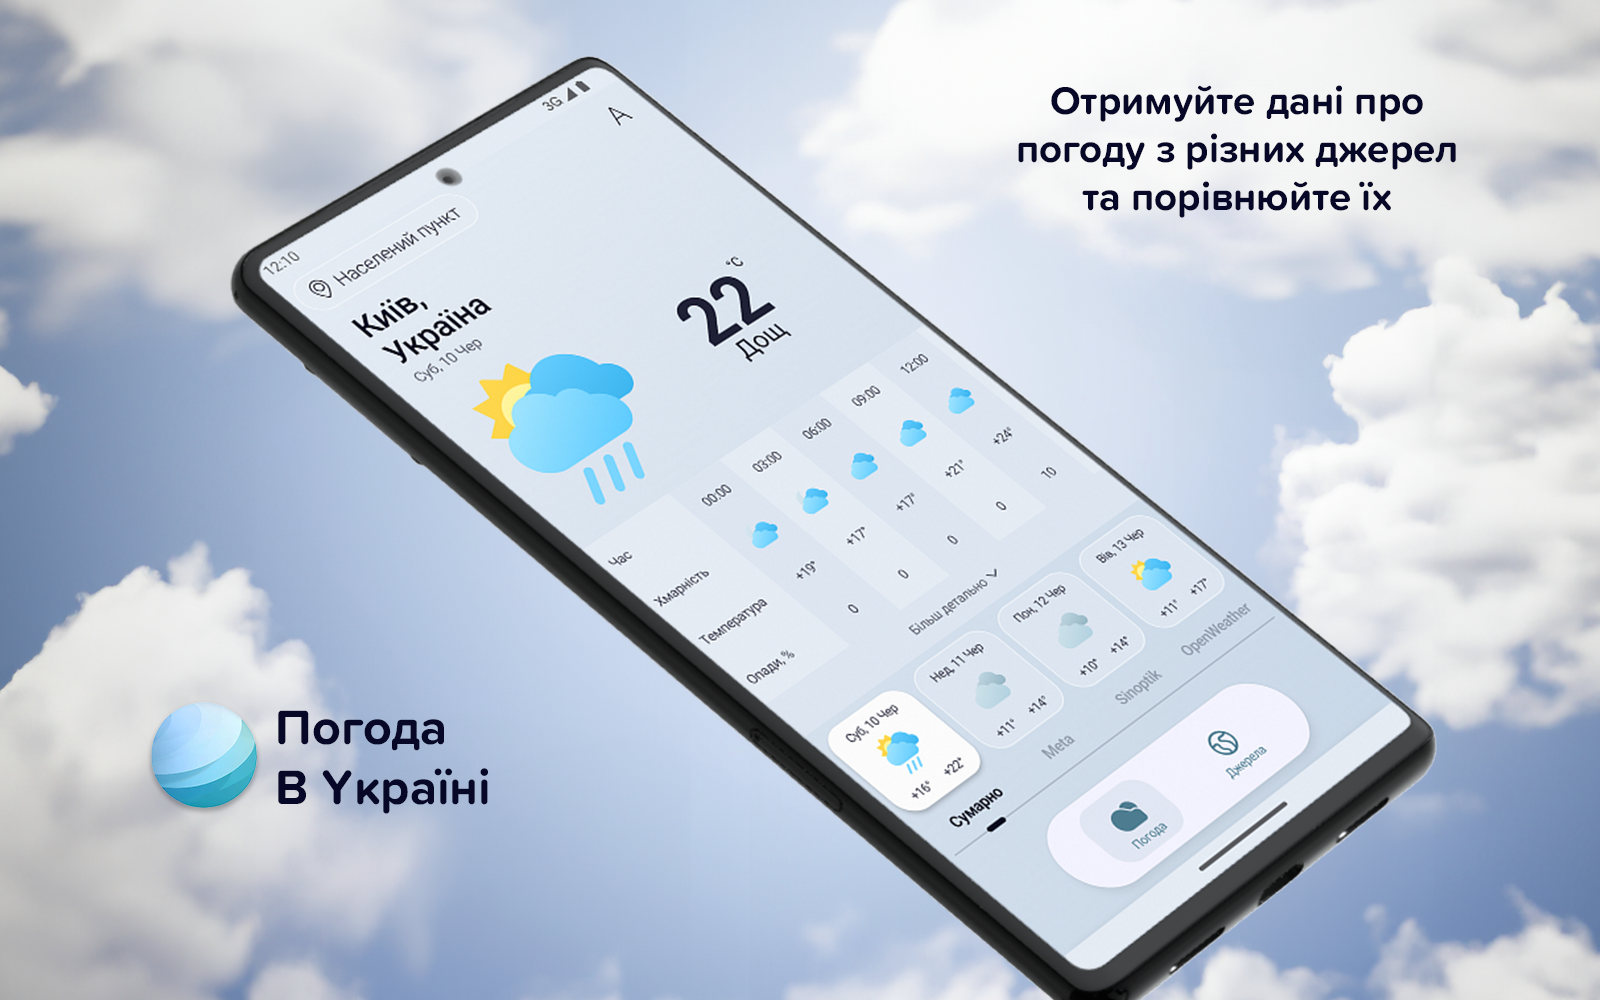 Отримуйте дані про
погоду з різних джерел
та порівнюйте їх
12:10
3G
Населений пункт
Київ,
Україна
Суб, 10 Чер
22
°C
Дощ
Час 00:00 03:00 06:00 09:00 12:00
Хмарність
Температура +19° +17° +17° +21° +24°
Опади, % 0 0 0 0 10
Більш детально
Суб, 10 Чер
+16° +22°
Нед, 11 Чер
+11° +14°
Пон, 12 Чер
+10° +14°
Вів, 13 Чер
+11° +17°
Сумарно Meta Sinoptik OpenWeather
Погода
Джерела
Погода
В Україні